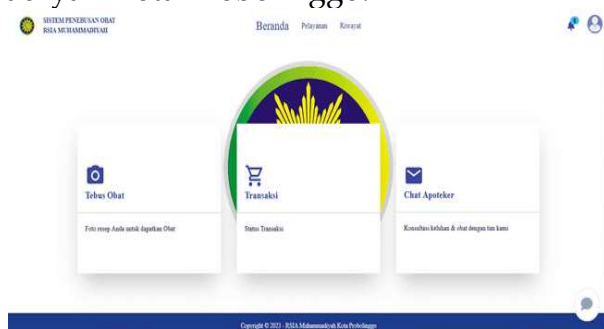 SISTEM PENEBUSAN OBAT
RSIA MUHAMMADIYAH
Beranda Pelayanan Riwayat
Tebus Obat
Foto resep Anda untuk dapatkan Obat
Transaksi
Status Transaksi
Chat Apoteker
Konsultasi keluhan & obat dengan tim kami
Copyright © 2023 - RSIA Muhammadiyah Kota Probolinggo